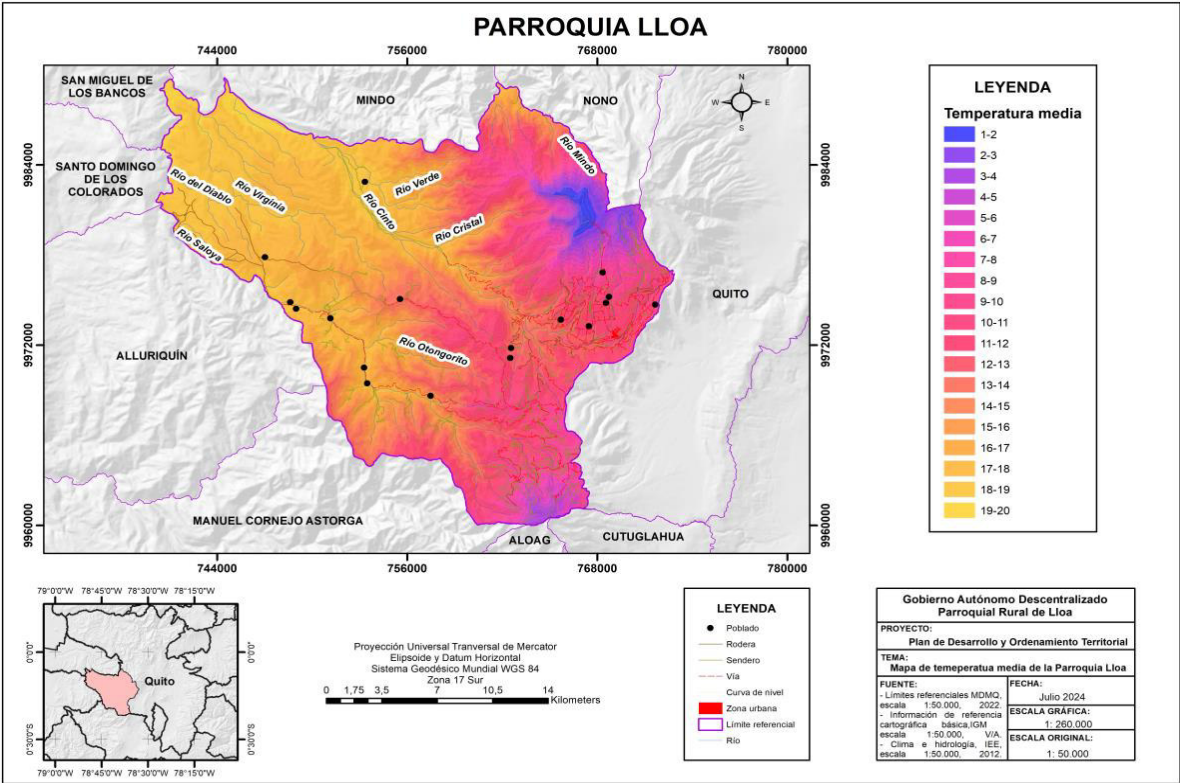 PARROQUIA LLOA
744000 756000 768000 780000
SAN MIGUEL DE
LOS BANCOS
MINDO
NONO
N
W E
S
9984000
9984000
SANTO DOMINGO
DE LOS
COLORADOS
Río Mindo
Río del Diablo
Río Virginia
Río Verde
Río Cinto
Río Cristal
Río Saloya
QUITO
9972000
9972000
ALLURIQUÍN
Río Otongorito
MANUEL CORNEJO ASTORGA
9960000
9960000
ALOAG
CUTUGLAHUA
744000 756000 768000 780000
LEYENDA
Temperatura media
1-2
2-3
3-4
4-5
5-6
6-7
7-8
8-9
9-10
10-11
11-12
12-13
13-14
14-15
15-16
16-17
17-18
18-19
19-20
79°0'0"W 78°45'0"W 78°30'0"W 78°15'0"W
0°0'0"
0°0'0"
Quito
0°30'0"S
0°30'0"S
79°0'0"W 78°45'0"W 78°30'0"W 78°15'0"W
Proyección Universal Tranversal de Mercator
Elipsoide y Datum Horizontal
Sistema Geodésico Mundial WGS 84
Zona 17 Sur
0 1,75 3,5 7 10,5 14
Kilometers
LEYENDA
Poblado
Rodera
Sendero
Vía
Curva de nivel
Zona urbana
Límite referencial
Río
Gobierno Autónomo Descentralizado
Parroquial Rural de Lloa
PROYECTO:
Plan de Desarrollo y Ordenamiento Territorial
TEMA:
Mapa de temeperatua media de la Parroquia Lloa
FUENTE:
- Límites referenciales MDMQ,
escala 1:50.000, 2022.
- Información de referencia
cartográfica básica,IGM
escala 1:50.000, V/A.
- Clima e hidrología, IEE,
escala 1:50.000, 2012.
FECHA:
Julio 2024
ESCALA GRÁFICA:
1: 260.000
ESCALA ORIGINAL:
1: 50.000